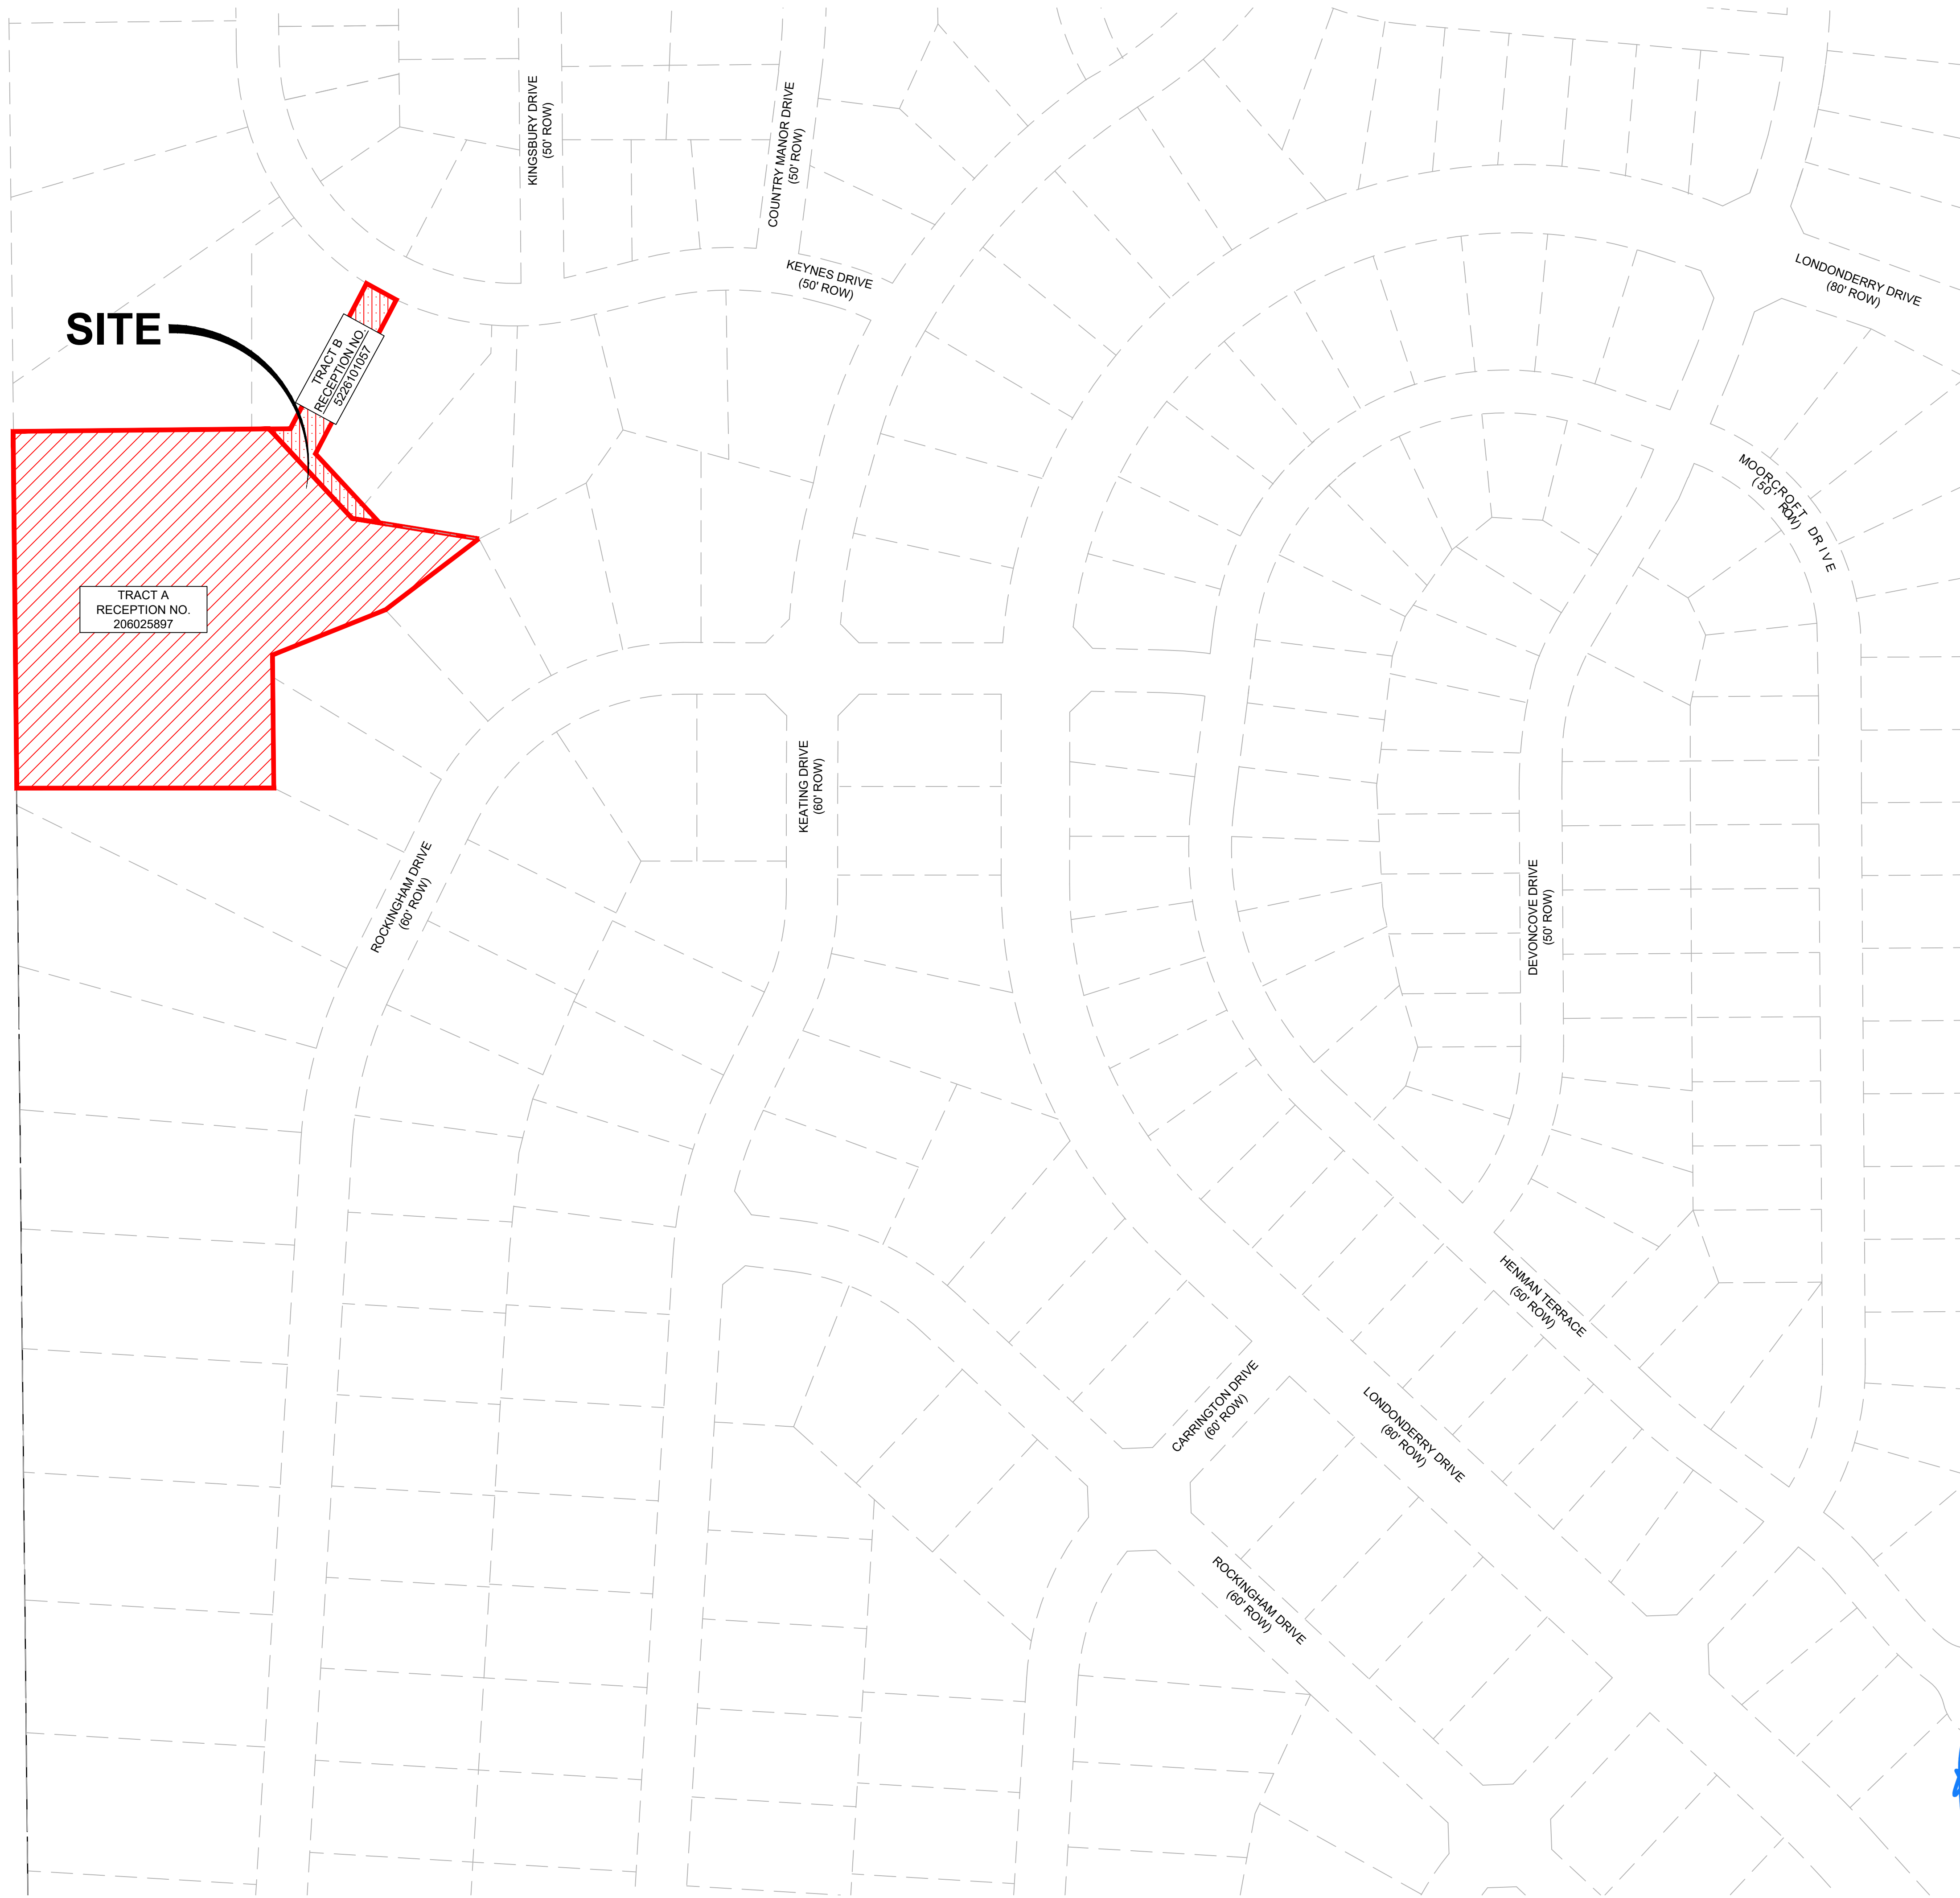 KINGSBURY DRIVE
(50' ROW)
COUNTRY MANOR DRIVE
(50' ROW)
KEYNES DRIVE
(50' ROW)
LONDONDERRY DRIVE
(80' ROW)
SITE
TRACT B
RECEPTION NO.
5226101057
MOORCROFT DRIVE
(50' ROW)
TRACT A
RECEPTION NO.
206025897
KEATING DRIVE
(60' ROW)
ROCKINGHAM DRIVE
(60' ROW)
DEVONCOVE DRIVE
(50' ROW)
HENMAN TERRACE
(50' ROW)
CARRINGTON DRIVE
(60' ROW)
LONDONDERRY DRIVE
(80' ROW)
ROCKINGHAM DRIVE
(60' ROW)